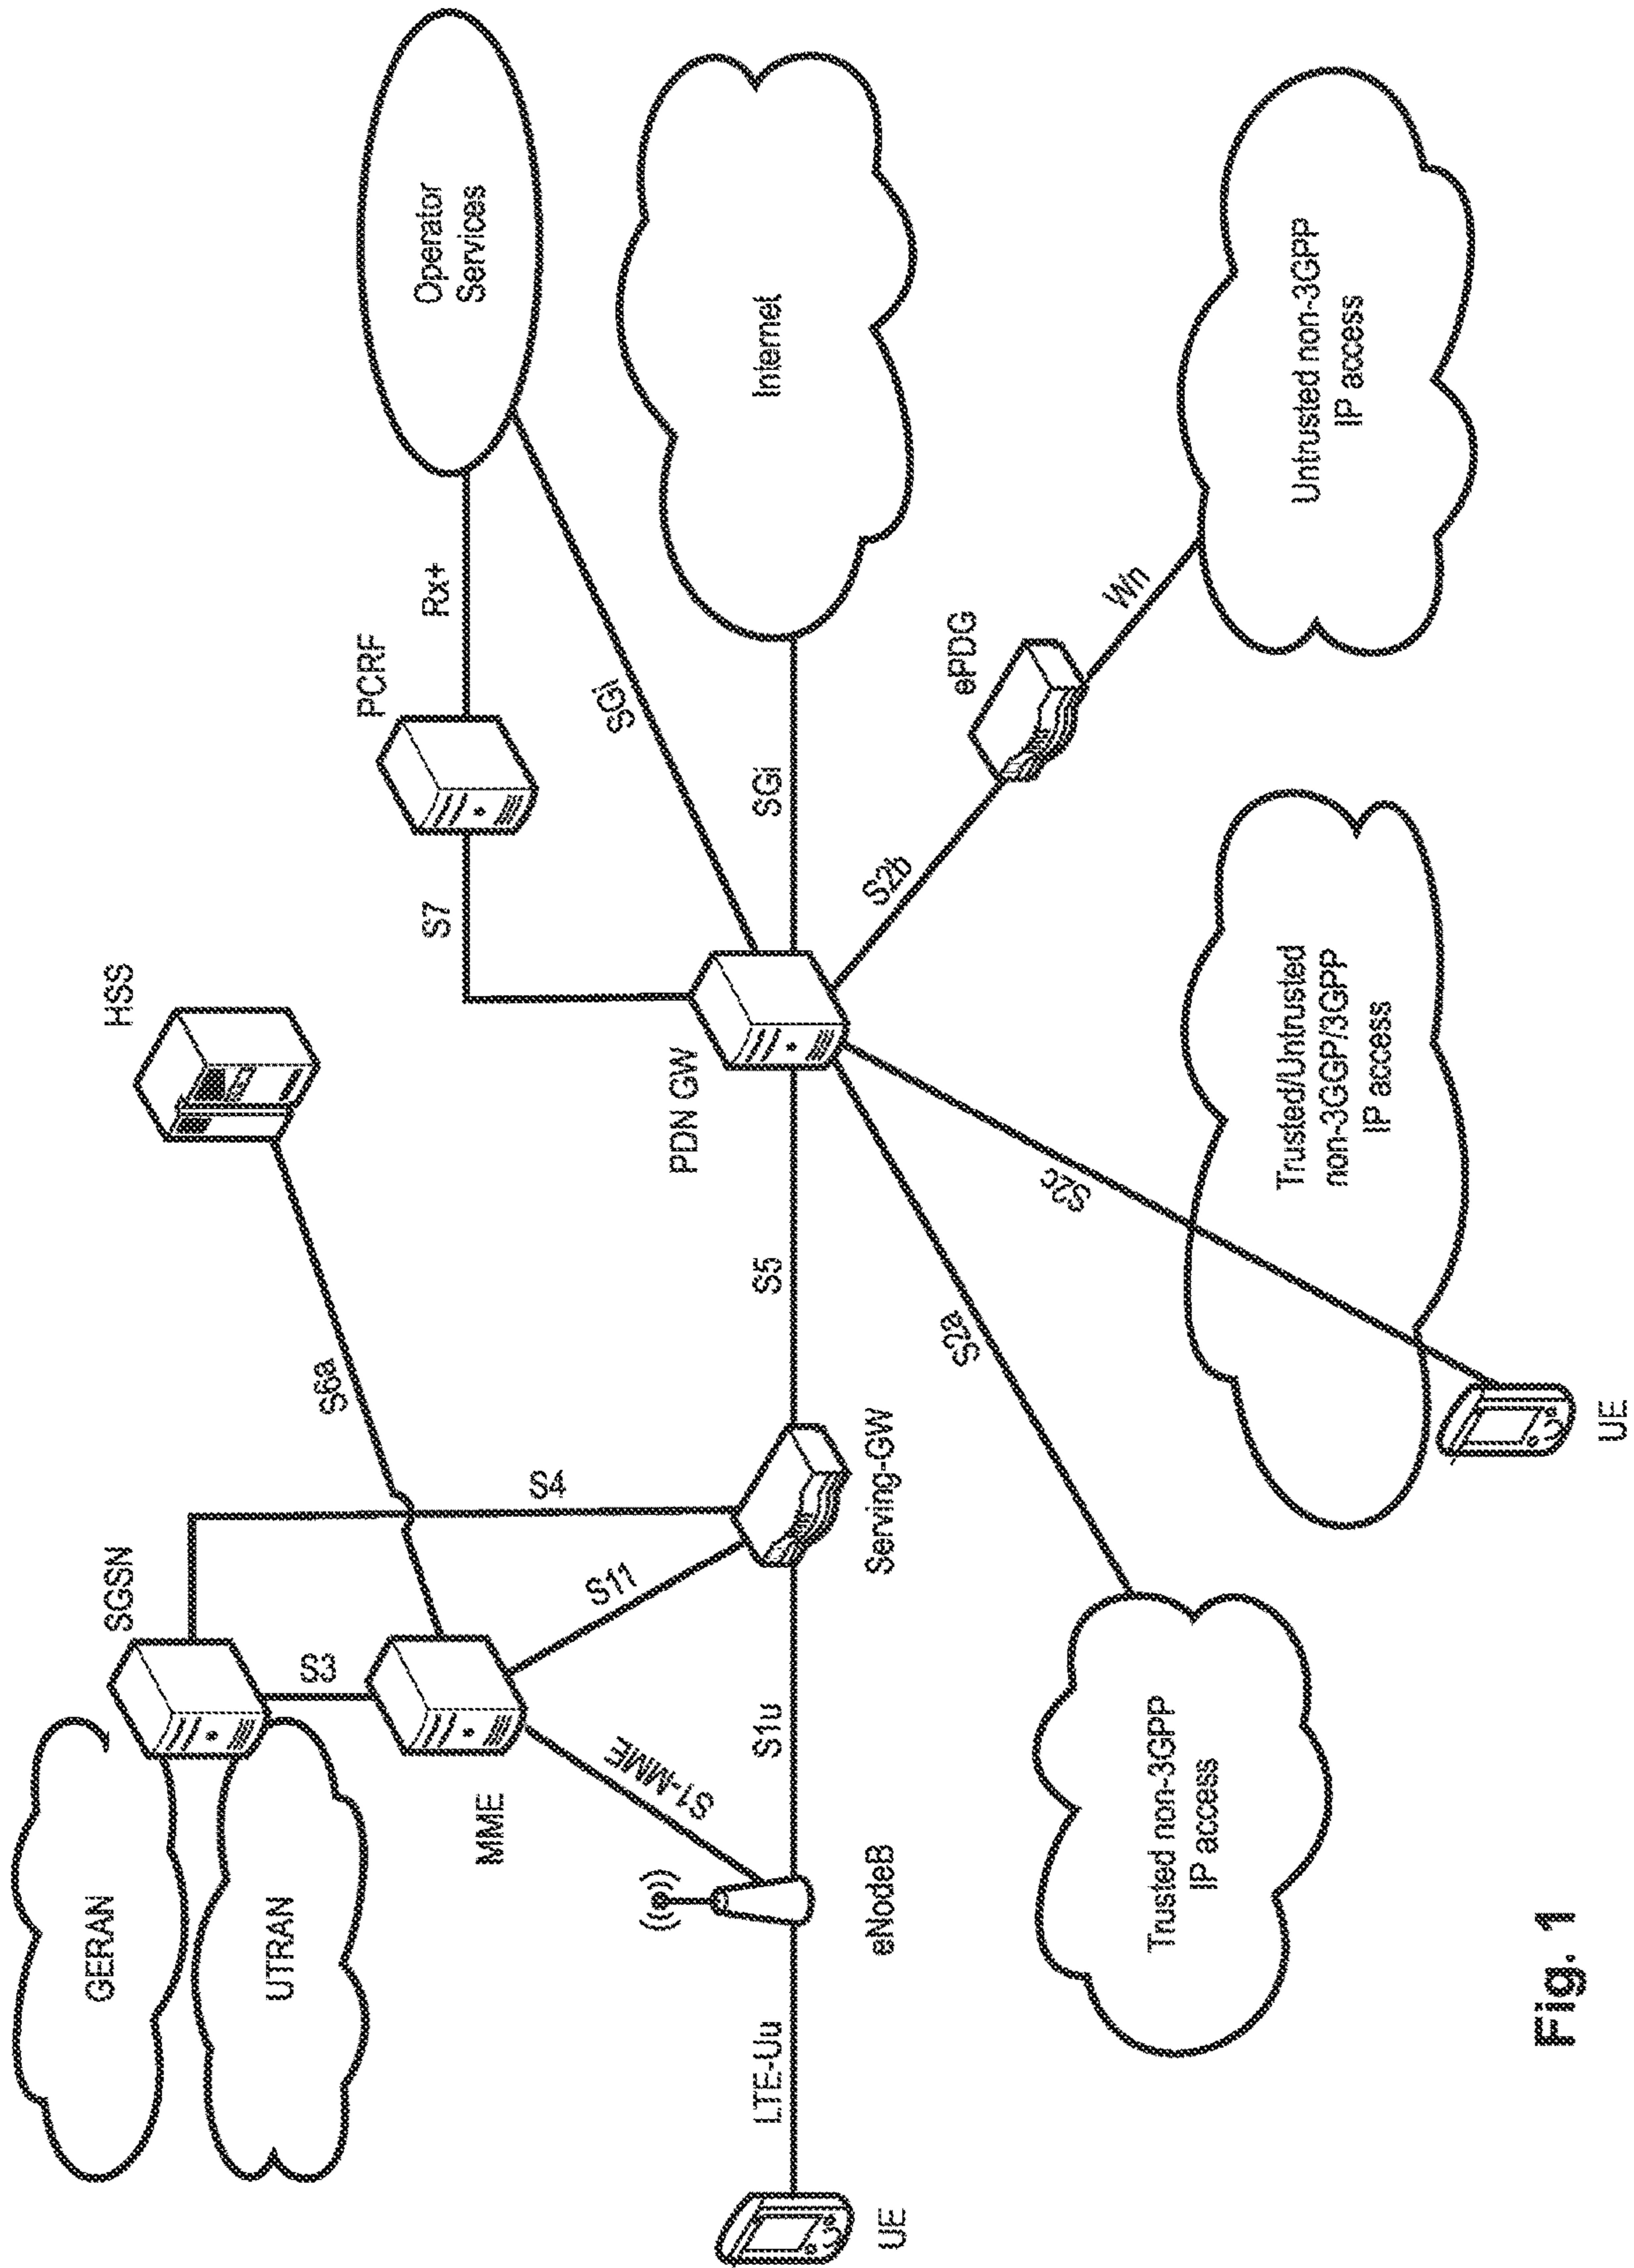 GERAN
SGSN
HSS
UTRAN
S3
S6a
PCRF
S7
Rx+
Operator
Services
MME
S4
S11
SGi
S1-MME
PDN GW
LTE-Uu
S1u
S5
SGi
Internet
UE
eNodeB
Serving-GW
S2b
ePDG
S2a
S2c
Wn
Trusted non-3GPP
IP access
Trusted/Untrusted
non-3GGP/3GPP
IP access
Untrusted non-3GPP
IP access
UE
Fig. 1